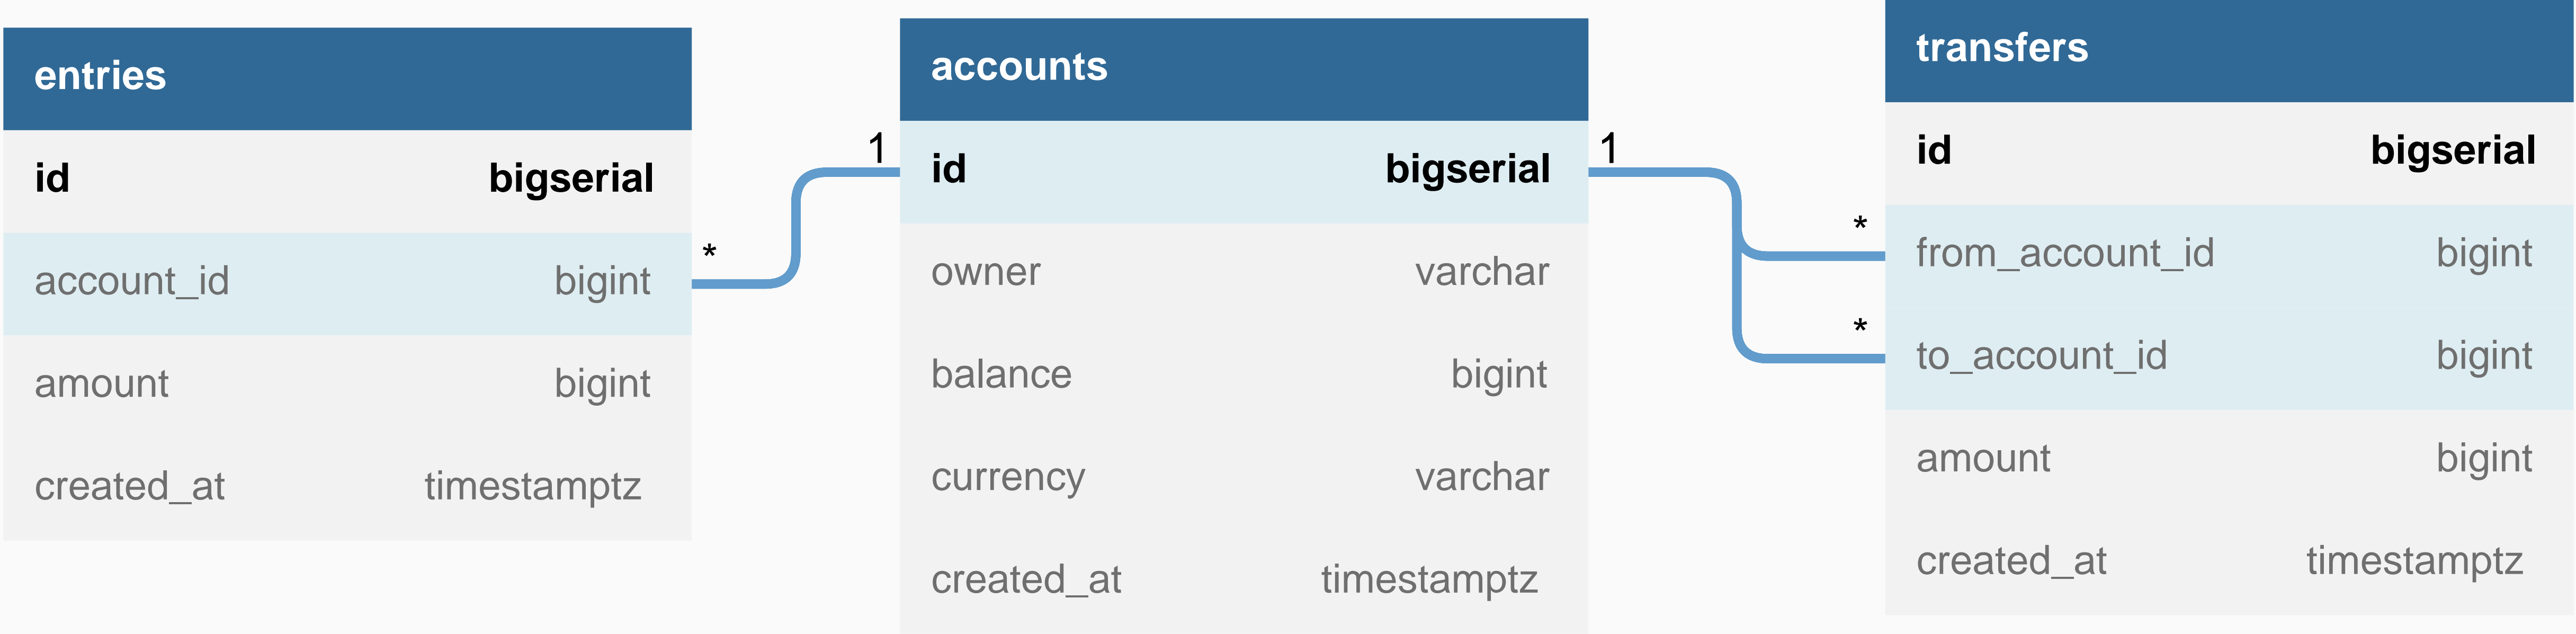 entries
id bigserial
account_id bigint
amount bigint
created_at timestamptz
*
1
accounts
id bigserial
owner varchar
balance bigint
currency varchar
created_at timestamptz
1
*
*
transfers
id bigserial
from_account_id bigint
to_account_id bigint
amount bigint
created_at timestamptz